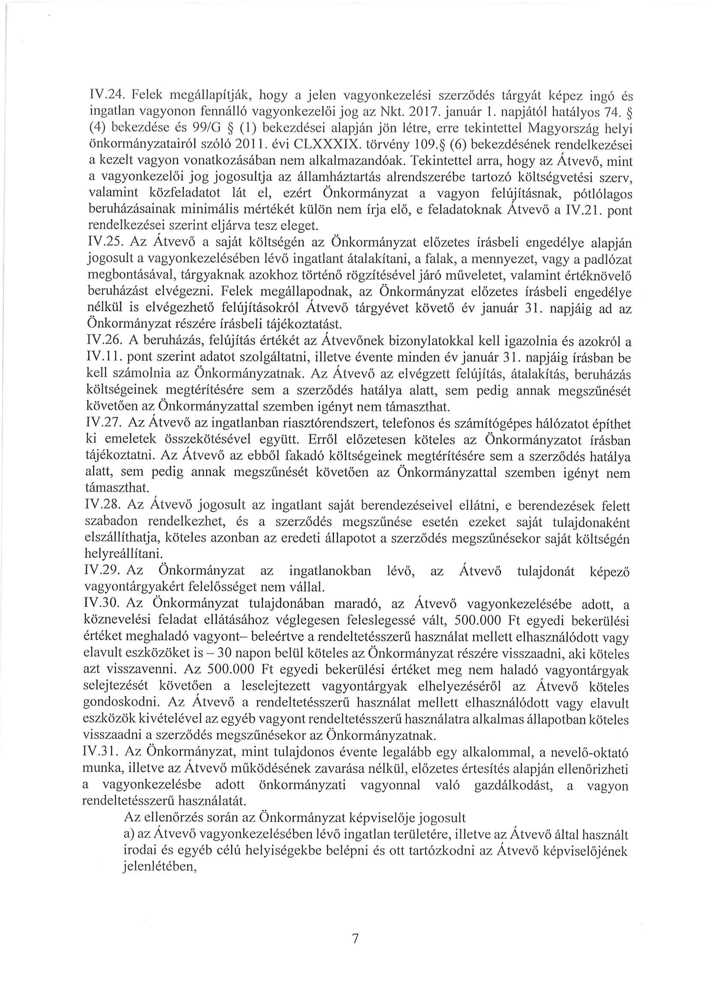 IV.24. Felek megállapítják, hogy a jelen vagyonkezelési szerződés tárgyát képez ingó és
ingatlan vagyonon fennálló vagyonkezelői jog az Nkt. 2017. január 1. napjától hatályos 74. §
(4) bekezdése és 99/G § (1) bekezdései alapján jön létre, erre tekintettel Magyarország helyi
önkormányzatairól szóló 2011. évi CLXXXIX. törvény 109.§ (6) bekezdésének rendelkezései
a kezelt vagyon vonatkozásában nem alkalmazandóak. Tekintettel arra, hogy az Átvevő, mint
a vagyonkezelői jog jogosultja az államháztartás alrendszerébe tartozó költségvetési szerv,
valamint közfeladatot lát el, ezért Önkormányzat a vagyon felújításnak, pótlólagos
beruházásainak minimális mértékét külön nem írja elő, e feladatoknak Átvevő a IV.21. pont
rendelkezései szerint eljárva tesz eleget.
IV.25. Az Átvevő a saját költségén az Önkormányzat előzetes írásbeli engedélye alapján
jogosult a vagyonkezelésében lévő ingatlant átalakítani, a falak, a mennyezet, vagy a padlózat
megbontásával, tárgyaknak azokhoz történő rögzítésével járó műveletet, valamint értéknövelő
beruházást elvégezni. Felek megállapodnak, az Önkormányzat előzetes írásbeli engedélye
nélkül is elvégezhető felújításokról Átvevő tárgyévet követő év január 31. napjáig ad az
Önkormányzat részére írásbeli tájékoztatást.
IV.26. A beruházás, felújítás értékét az Átvevőnek bizonylatokkal kell igazolnia és azokról a
IV.11. pont szerint adatot szolgáltatni, illetve évente minden év január 31. napjáig írásban be
kell számolnia az Önkormányzatnak. Az Átvevő az elvégzett felújítás, átalakítás, beruházás
költségeinek megtérítésére sem a szerződés hatálya alatt, sem pedig annak megszűnését
követően az Önkormányzattal szemben igényt nem támaszthat.
IV.27. Az Átvevő az ingatlanban riasztórendszert, telefonos és számítógépes hálózatot építhet
ki emeletek összekötésével együtt. Erről előzetesen köteles az Önkormányzatot írásban
tájékoztatni. Az Átvevő az ebből fakadó költségeinek megtérítésére sem a szerződés hatálya
alatt, sem pedig annak megszűnését követően az Önkormányzattal szemben igényt nem
támaszthat.
IV.28. Az Átvevő jogosult az ingatlant saját berendezéseivel ellátni, e berendezések felett
szabadon rendelkezhet, és a szerződés megszűnése esetén ezeket saját tulajdonaként
elszállíthatja, köteles azonban az eredeti állapotot a szerződés megszűnésekor saját költségén
helyreállítani.
IV.29. Az Önkormányzat az ingatlanokban lévő, az Átvevő tulajdonát képező
vagyontárgyakért felelősséget nem vállal.
IV.30. Az Önkormányzat tulajdonában maradó, az Átvevő vagyonkezelésébe adott, a
köznevelési feladat ellátásához véglegesen feleslegessé vált, 500.000 Ft egyedi bekerülési
értéket meghaladó vagyont– beleértve a rendeltetésszerű használat mellett elhasználódott vagy
elavult eszközöket is – 30 napon belül köteles az Önkormányzat részére visszaadni, aki köteles
azt visszavenni. Az 500.000 Ft egyedi bekerülési értéket meg nem haladó vagyontárgyak
selejtezését követően a leselejtezett vagyontárgyak elhelyezéséről az Átvevő köteles
gondoskodni. Az Átvevő a rendeltetésszerű használat mellett elhasználódott vagy elavult
eszközök kivételével az egyéb vagyont rendeltetésszerű használatra alkalmas állapotban köteles
visszaadni a szerződés megszűnésekor az Önkormányzatnak.
IV.31. Az Önkormányzat, mint tulajdonos évente legalább egy alkalommal, a nevelő-oktató
munka, illetve az Átvevő működésének zavarása nélkül, előzetes értesítés alapján ellenőrizheti
a vagyonkezelésbe adott önkormányzati vagyonnal való gazdálkodást, a vagyon
rendeltetésszerű használatát.
Az ellenőrzés során az Önkormányzat képviselője jogosult
a) az Átvevő vagyonkezelésében lévő ingatlan területére, illetve az Átvevő által használt
irodai és egyéb célú helyiségekbe belépni és ott tartózkodni az Átvevő képviselőjének
jelenlétében,
7